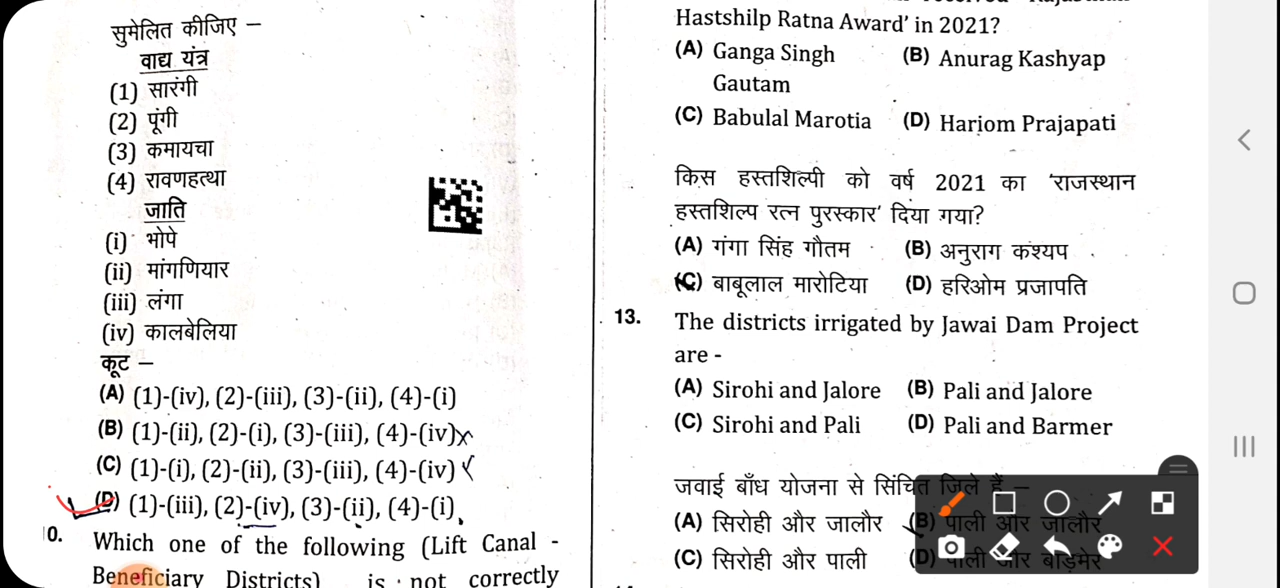 सुमेलित कीजिए –
वाद्य यंत्र
(1) सारंगी
(2) पूंगी
(3) कमायचा
(4) रावणहत्था
जाति
(i) भोपे
(ii) मांगणियार
(iii) लंगा
(iv) कालबेलिया
कूट –
(A) (1)-(iv), (2)-(iii), (3)-(ii), (4)-(i)
(B) (1)-(ii), (2)-(i), (3)-(iii), (4)-(iv)
(C) (1)-(i), (2)-(ii), (3)-(iii), (4)-(iv)
(D) (1)-(iii), (2)-(iv), (3)-(ii), (4)-(i)
10. Which one of the following (Lift Canal -
Beneficiary Districts) is not correctly
Hastshilp Ratna Award' in 2021?
(A) Ganga Singh (B) Anurag Kashyap
Gautam
(C) Babulal Marotia (D) Hariom Prajapati
किस हस्तशिल्पी को वर्ष 2021 का 'राजस्थान
हस्तशिल्प रत्न पुरस्कार' दिया गया?
(A) गंगा सिंह गौतम (B) अनुराग कश्यप
(C) बाबूलाल मारोटिया (D) हरिओम प्रजापति
13. The districts irrigated by Jawai Dam Project
are -
(A) Sirohi and Jalore (B) Pali and Jalore
(C) Sirohi and Pali (D) Pali and Barmer
जवाई बाँध योजना से सिंचित जिले हैं –
(A) सिरोही और जालौर (B) पाली और जालौर
(C) सिरोही और पाली (D) पाली और बाड़मेर